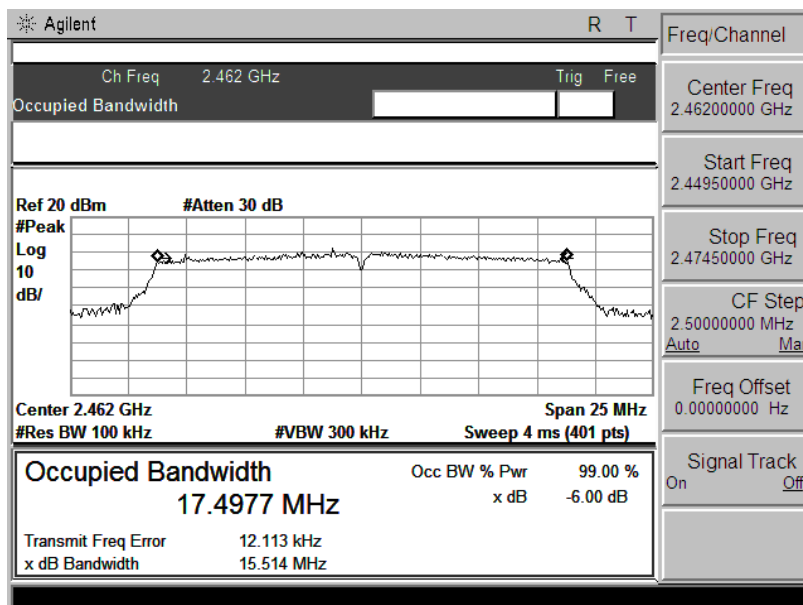 Agilent R T
Ch Freq 2.462 GHz Trig Free
Occupied Bandwidth
Ref 20 dBm #Atten 30 dB
#Peak
Log
10
dB/
Center 2.462 GHz Span 25 MHz
#Res BW 100 kHz #VBW 300 kHz Sweep 4 ms (401 pts)
Occupied Bandwidth Occ BW % Pwr 99.00 %
17.4977 MHz x dB -6.00 dB
Transmit Freq Error 12.113 kHz
x dB Bandwidth 15.514 MHz
Freq/Channel
Center Freq
2.46200000 GHz
Start Freq
2.44950000 GHz
Stop Freq
2.47450000 GHz
CF Step
2.50000000 MHz
Auto Ma
Freq Offset
0.00000000 Hz
Signal Track
On Off